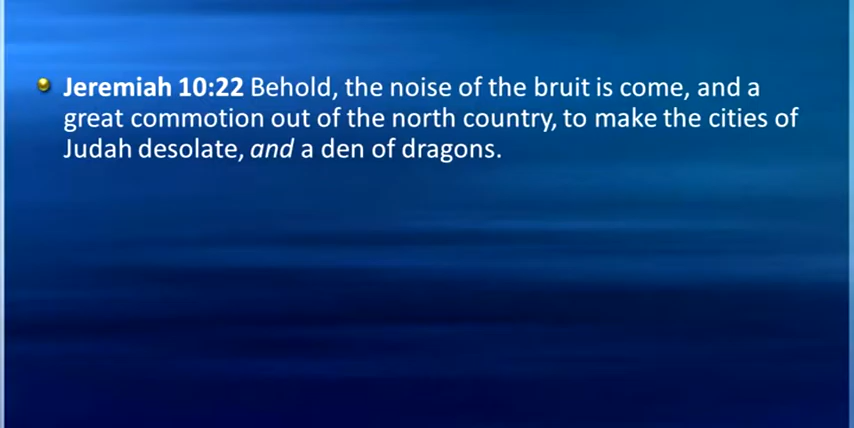 Jeremiah 10:22 Behold, the noise of the bruit is come, and a
great commotion out of the north country, to make the cities of
Judah desolate, and a den of dragons.